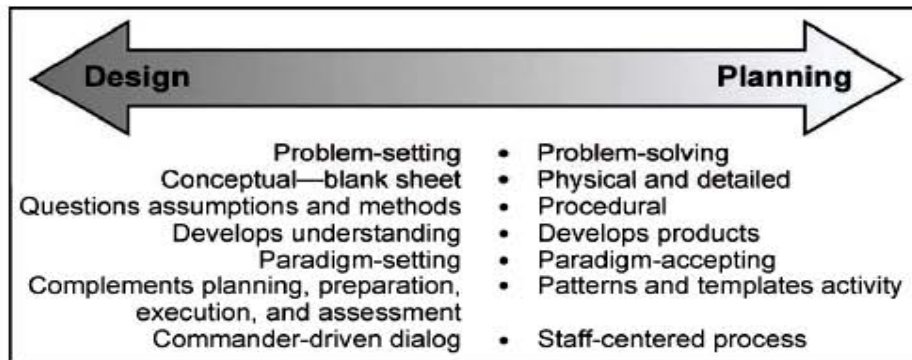 Design Planning
Problem-setting • Problem-solving
Conceptual—blank sheet • Physical and detailed
Questions assumptions and methods • Procedural
Develops understanding • Develops products
Paradigm-setting • Paradigm-accepting
Complements planning, preparation, • Patterns and templates activity
execution, and assessment
Commander-driven dialog • Staff-centered process